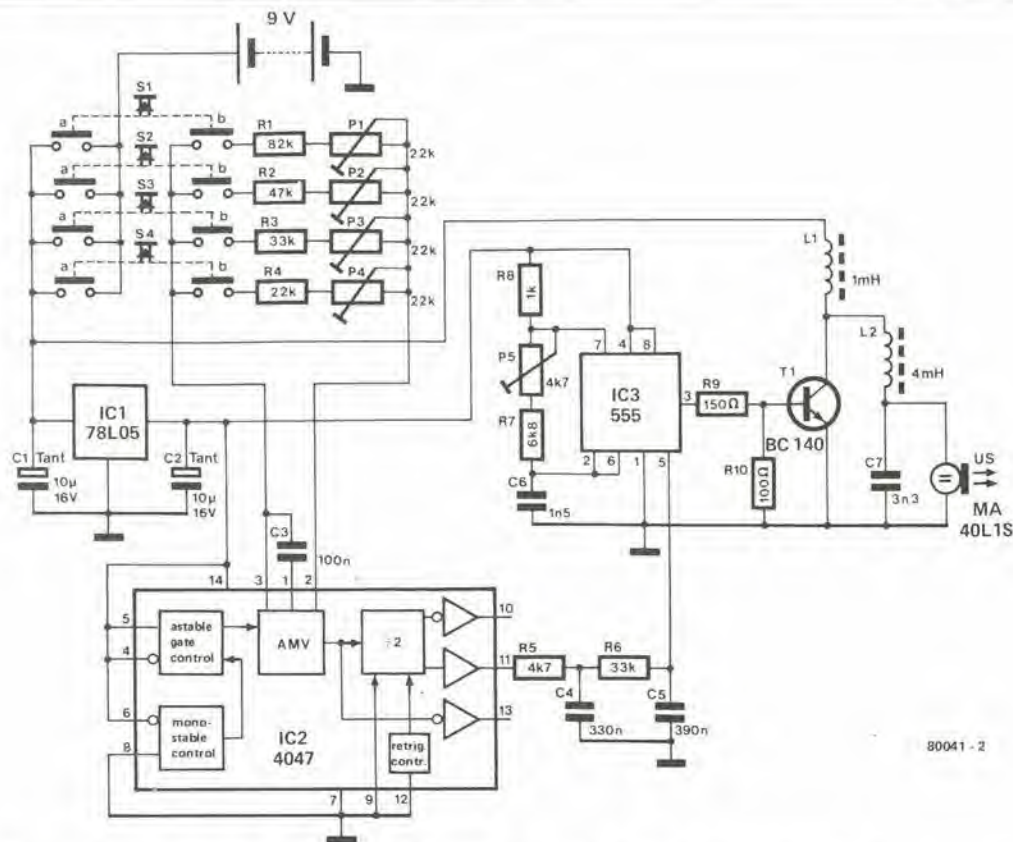 9 V
S1
a
b
R1
82k
P1
22k
S2
a
b
R2
47k
P2
22k
S3
a
b
R3
33k
P3
22k
S4
a
b
R4
22k
P4
22k
L1
1mH
R8
1k
L2
4mH
7
4
8
P5
4k7
IC3
555
3
R9
150Ω
T1
BC 140
IC1
78L05
R7
6k8
2
6
1
5
R10
100Ω
C7
3n3
US
MA
40L1S
C1 Tant
10µ
16V
C2 Tant
10µ
16V
C6
1n5
C3
100n
14
3
1
2
5
4
astable
gate
control
AMV
÷2
10
11
13
R5
4k7
R6
33k
C4
330n
C5
390n
6
8
mono-
stable
control
IC2
4047
retrig.
contr.
7
9
12
80041 - 2